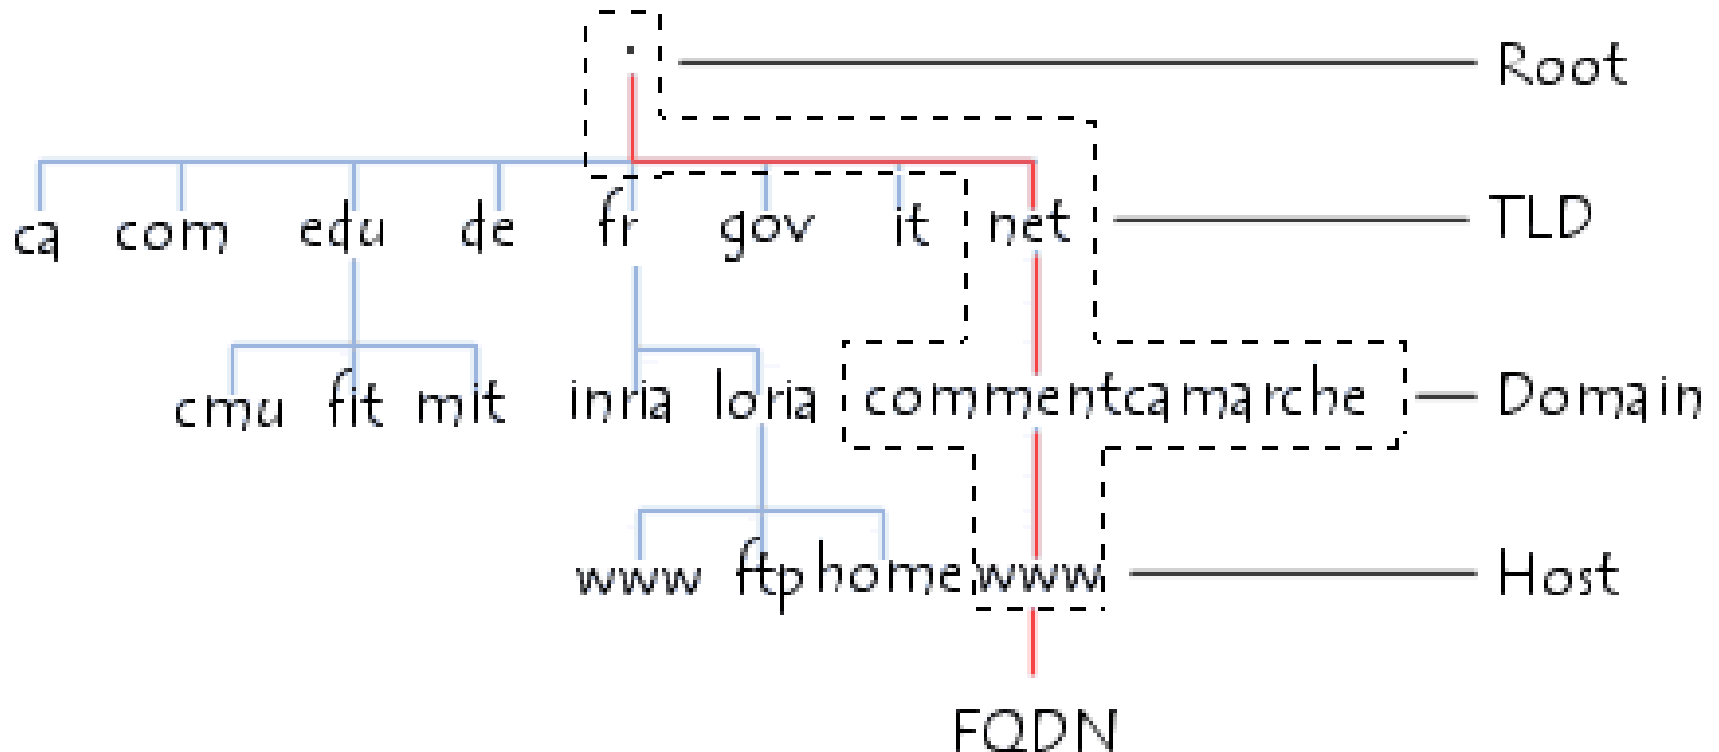 . Root
ca com edu de fr gov it net TLD
cmu fit mit inria loria commentcamarche Domain
www ftp home www Host
FQDN